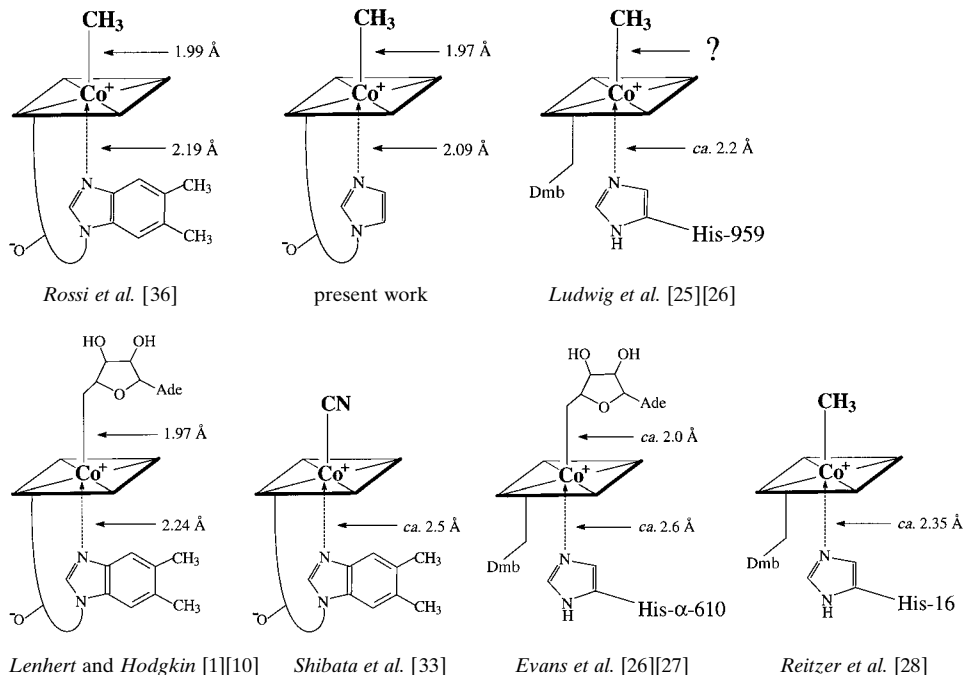 CH3
1.99 Å
Co+
2.19 Å
N
N
CH3
CH3
⁻O
Rossi et al. [36]
CH3
1.97 Å
Co+
2.09 Å
N
N
⁻O
present work
CH3
?
Co+
ca. 2.2 Å
Dmb
N
N
H
His-959
Ludwig et al. [25][26]
HO OH
O
Ade
1.97 Å
Co+
2.24 Å
N
N
CH3
CH3
⁻O
Lenhert and Hodgkin [1][10]
CN
Co+
ca. 2.5 Å
N
N
CH3
CH3
⁻O
Shibata et al. [33]
HO OH
O
Ade
ca. 2.0 Å
Co+
ca. 2.6 Å
Dmb
N
N
H
His-α-610
Evans et al. [26][27]
CH3
Co+
ca. 2.35 Å
Dmb
N
N
H
His-16
Reitzer et al. [28]